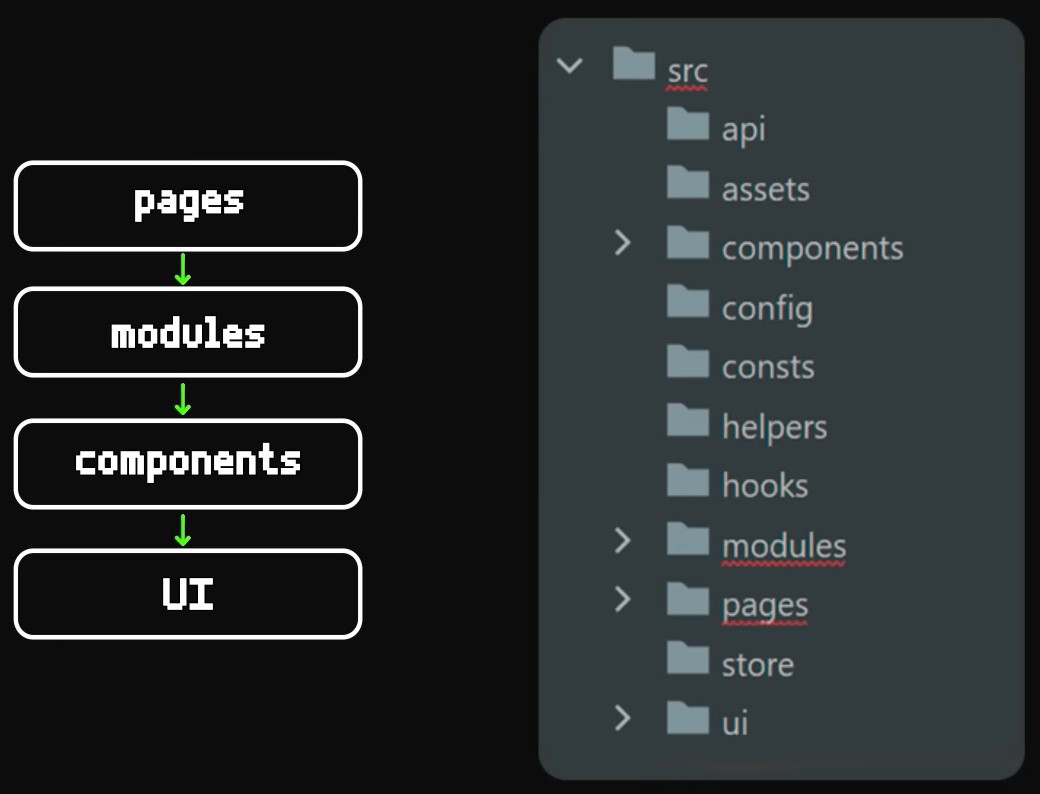 pages
modules
components
UI
src
api
assets
components
config
consts
helpers
hooks
modules
pages
store
ui